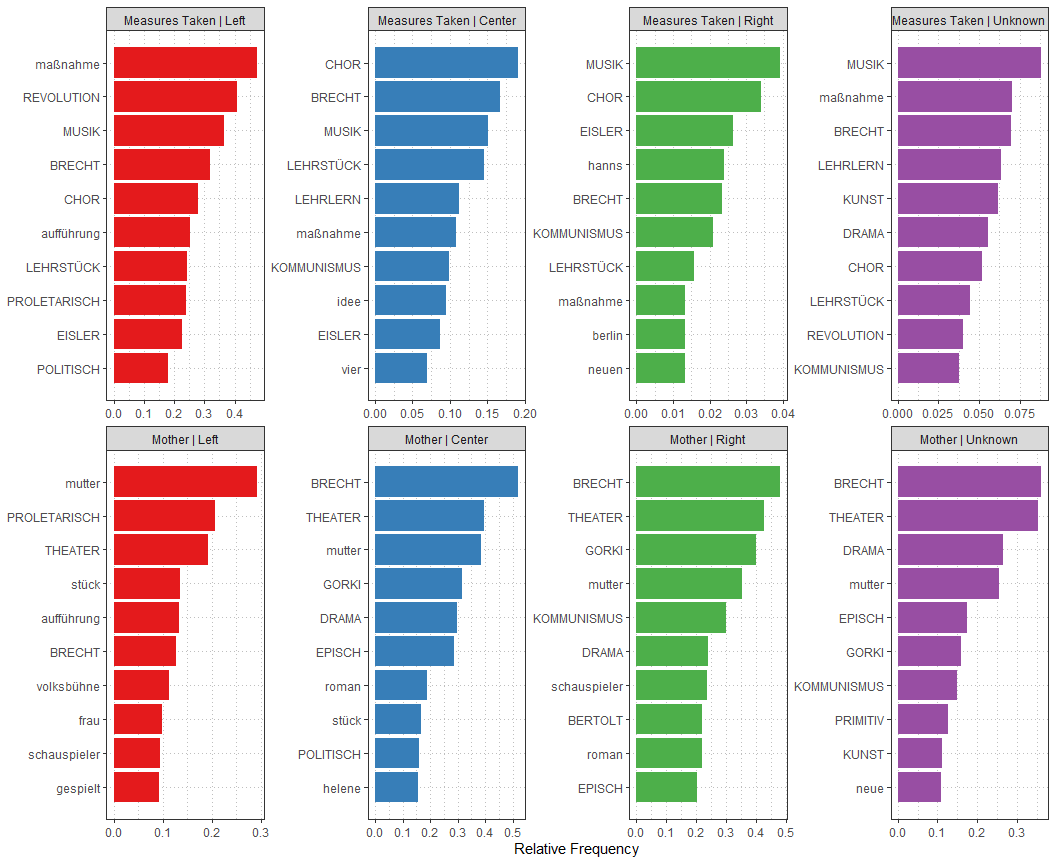 Measures Taken | Left
maßnahme
REVOLUTION
MUSIK
BRECHT
CHOR
aufführung
LEHRSTÜCK
PROLETARISCH
EISLER
POLITISCH
0.0 0.1 0.2 0.3 0.4
Measures Taken | Center
CHOR
BRECHT
MUSIK
LEHRSTÜCK
LEHRLERN
maßnahme
KOMMUNISMUS
idee
EISLER
vier
0.00 0.05 0.10 0.15 0.20
Measures Taken | Right
MUSIK
CHOR
EISLER
hanns
BRECHT
KOMMUNISMUS
LEHRSTÜCK
maßnahme
berlin
neuen
0.00 0.01 0.02 0.03 0.04
Measures Taken | Unknown
MUSIK
maßnahme
BRECHT
LEHRLERN
KUNST
DRAMA
CHOR
LEHRSTÜCK
REVOLUTION
KOMMUNISMUS
0.000 0.025 0.050 0.075
Mother | Left
mutter
PROLETARISCH
THEATER
stück
aufführung
BRECHT
volksbühne
frau
schauspieler
gespielt
0.0 0.1 0.2 0.3
Mother | Center
BRECHT
THEATER
mutter
GORKI
DRAMA
EPISCH
roman
stück
POLITISCH
helene
0.0 0.1 0.2 0.3 0.4 0.5
Mother | Right
BRECHT
THEATER
GORKI
mutter
KOMMUNISMUS
DRAMA
schauspieler
BERTOLT
roman
EPISCH
0.0 0.1 0.2 0.3 0.4 0.5
Mother | Unknown
BRECHT
THEATER
DRAMA
mutter
EPISCH
GORKI
KOMMUNISMUS
PRIMITIV
KUNST
neue
0.0 0.1 0.2 0.3
Relative Frequency